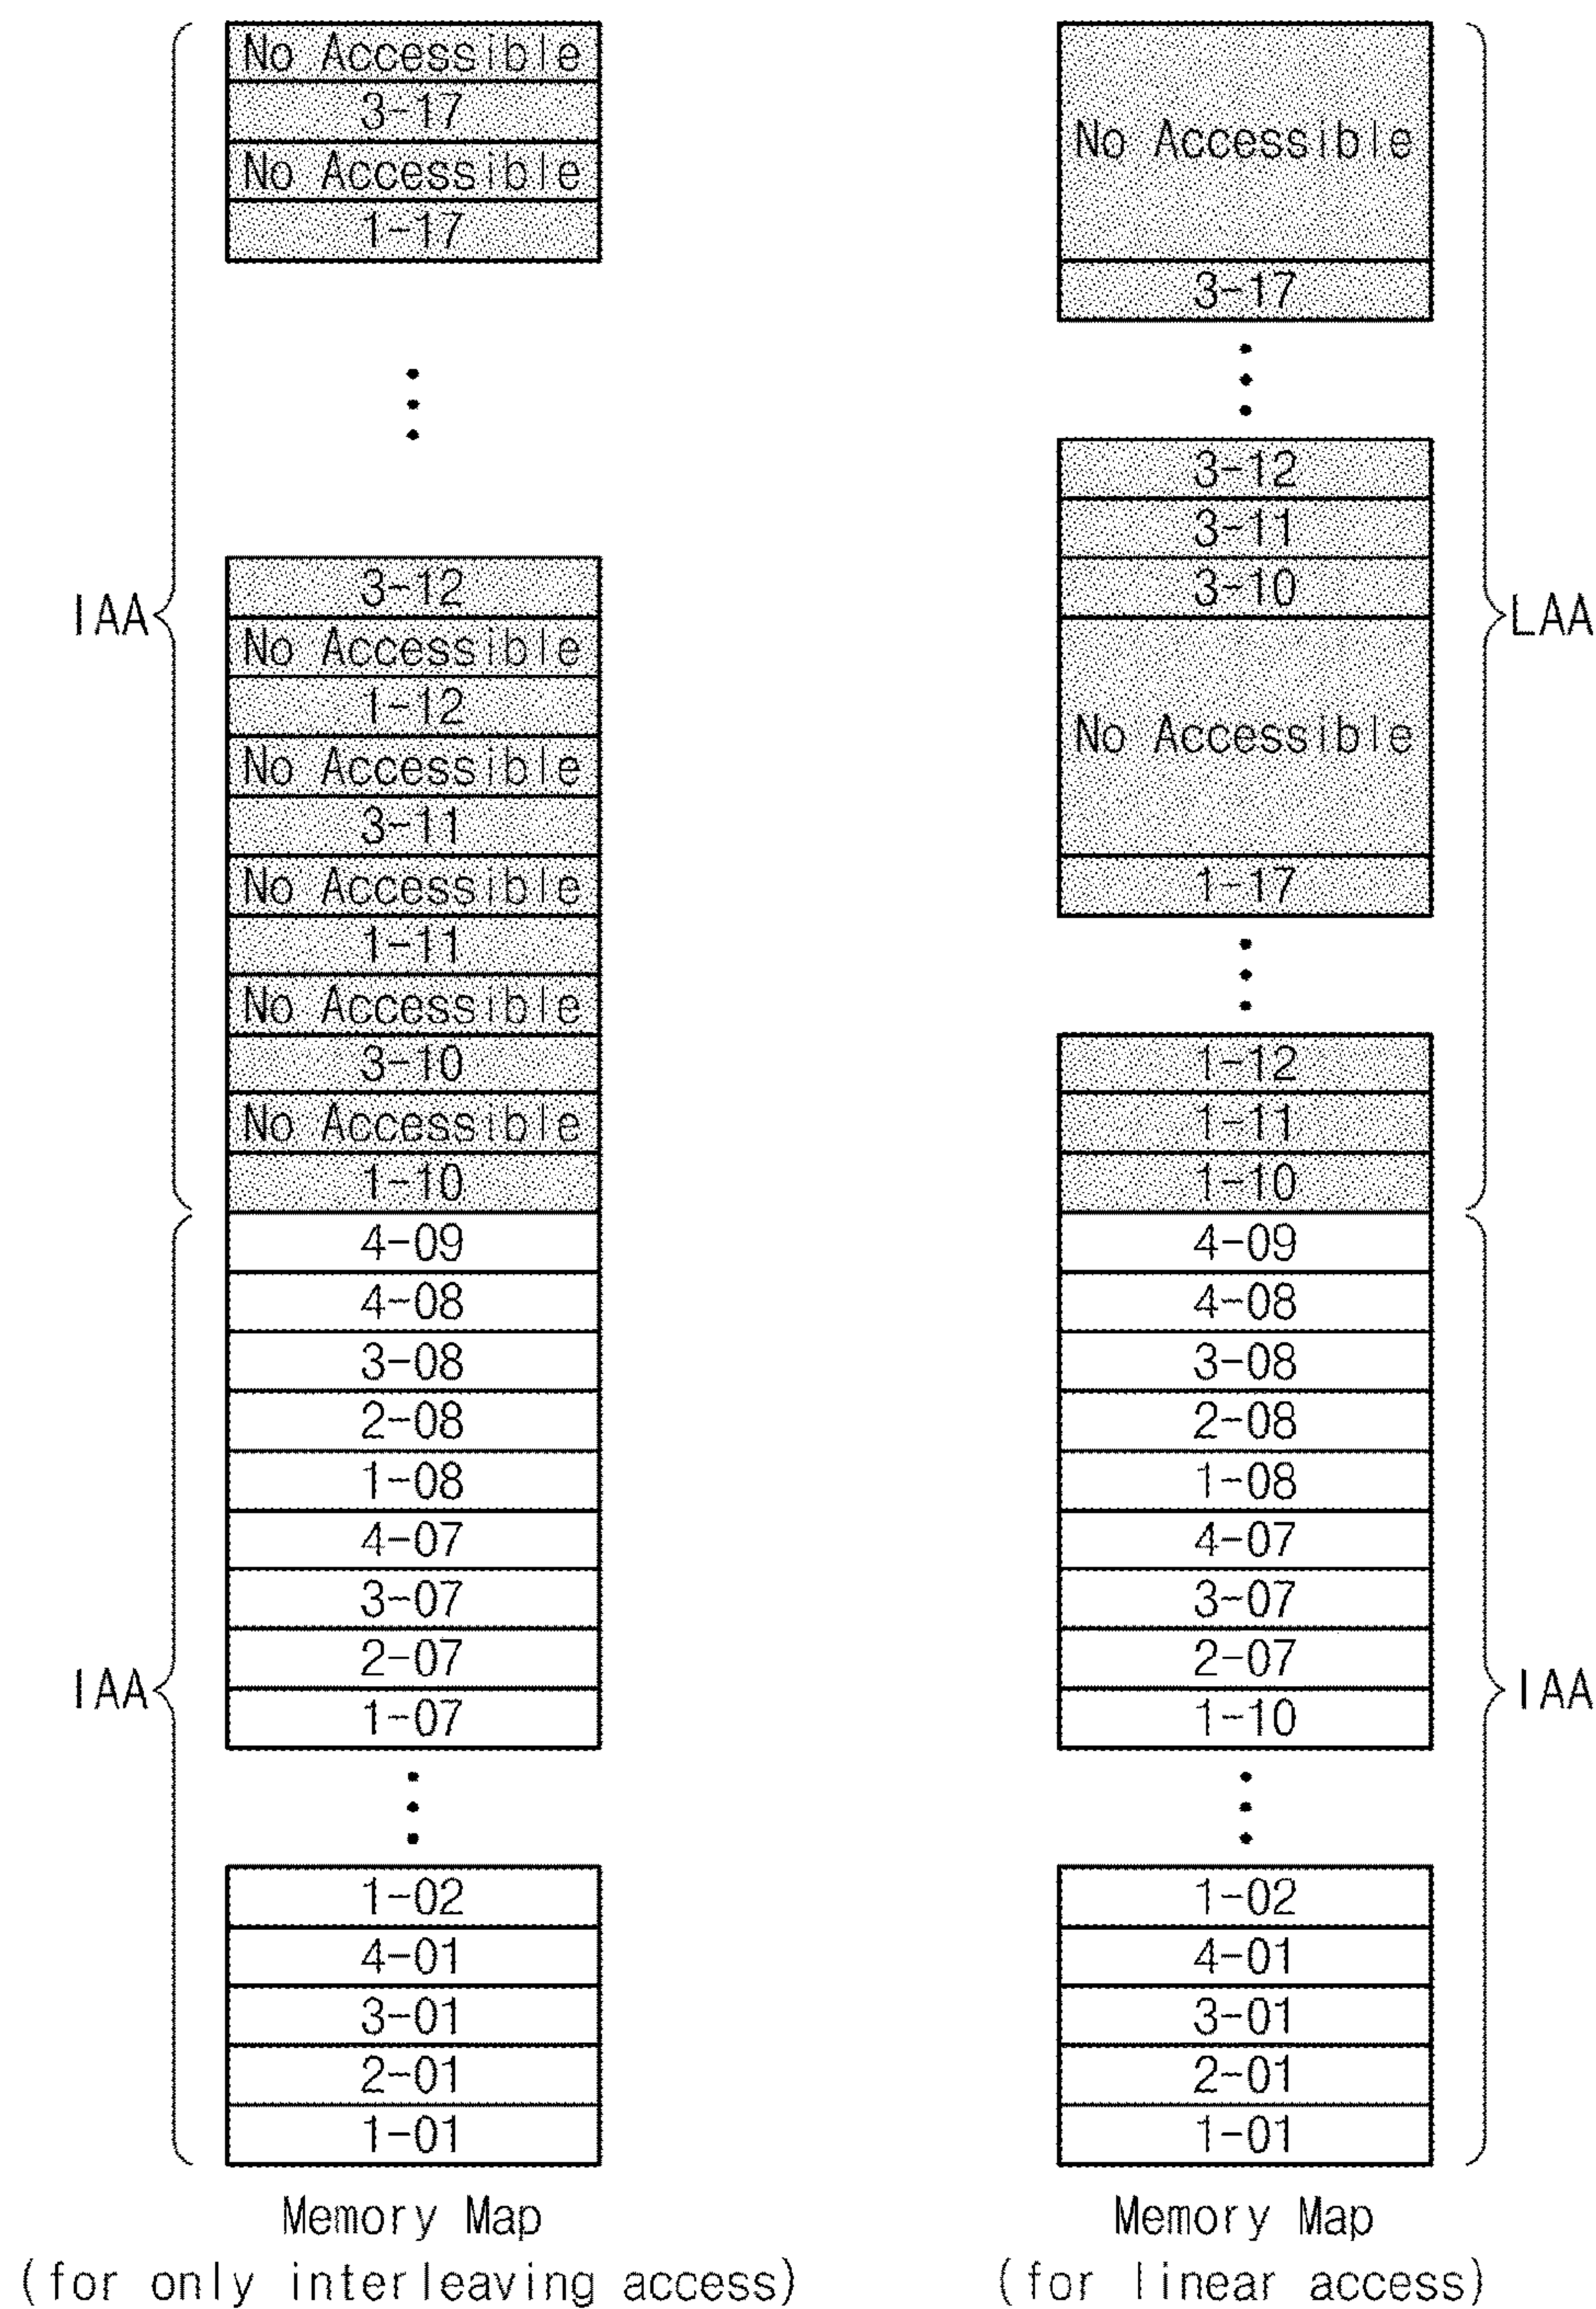 No Accessible
3-17
No Accessible
1-17
IAA
3-12
No Accessible
1-12
No Accessible
3-11
No Accessible
1-11
No Accessible
3-10
No Accessible
1-10
4-09
4-08
3-08
2-08
1-08
4-07
3-07
2-07
1-07
IAA
1-02
4-01
3-01
2-01
1-01
Memory Map
(for only interleaving access)
No Accessible
3-17
3-12
3-11
3-10
LAA
No Accessible
1-17
1-12
1-11
1-10
4-09
4-08
3-08
2-08
1-08
4-07
3-07
2-07
1-10
IAA
1-02
4-01
3-01
2-01
1-01
Memory Map
(for linear access)